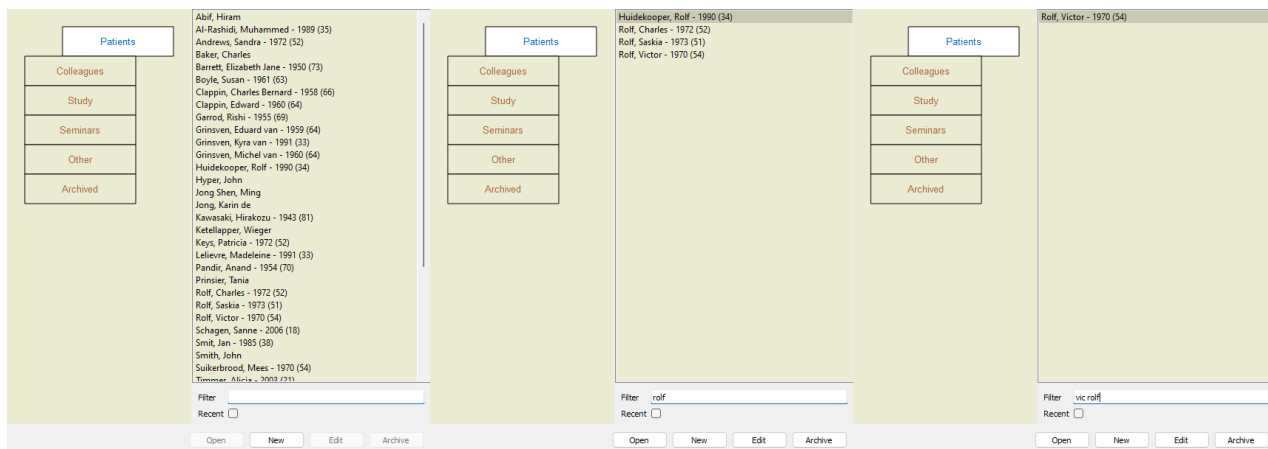 Patients
Colleagues
Study
Seminars
Other
Archived
Abif, Hiram
Al-Rashidi, Muhammed - 1989 (35)
Andrews, Sandra - 1972 (52)
Baker, Charles
Barrett, Elizabeth Jane - 1950 (73)
Boyle, Susan - 1961 (63)
Clappin, Charles Bernard - 1958 (66)
Clappin, Edward - 1960 (64)
Garrod, Rishi - 1955 (69)
Grinsven, Eduard van - 1959 (64)
Grinsven, Kyra van - 1991 (33)
Grinsven, Michel van - 1960 (64)
Huidekooper, Rolf - 1990 (34)
Hyper, John
Jong Shen, Ming
Jong, Karin de
Kawasaki, Hirakozu - 1943 (81)
Ketellapper, Wieger
Keys, Patricia - 1972 (52)
Lelievre, Madeleine - 1991 (33)
Pandir, Anand - 1954 (70)
Prinsier, Tania
Rolf, Charles - 1972 (52)
Rolf, Saskia - 1973 (51)
Rolf, Victor - 1970 (54)
Schagen, Sanne - 2006 (18)
Smit, Jan - 1985 (38)
Smith, John
Suikerbrood, Mees - 1970 (54)
Timmer, Alicia - 2003 (21)
Filter
Recent
Open New Edit Archive
Patients
Colleagues
Study
Seminars
Other
Archived
Huidekooper, Rolf - 1990 (34)
Rolf, Charles - 1972 (52)
Rolf, Saskia - 1973 (51)
Rolf, Victor - 1970 (54)
Filter rolf
Recent
Open New Edit Archive
Patients
Colleagues
Study
Seminars
Other
Archived
Rolf, Victor - 1970 (54)
Filter vic rolf
Recent
Open New Edit Archive